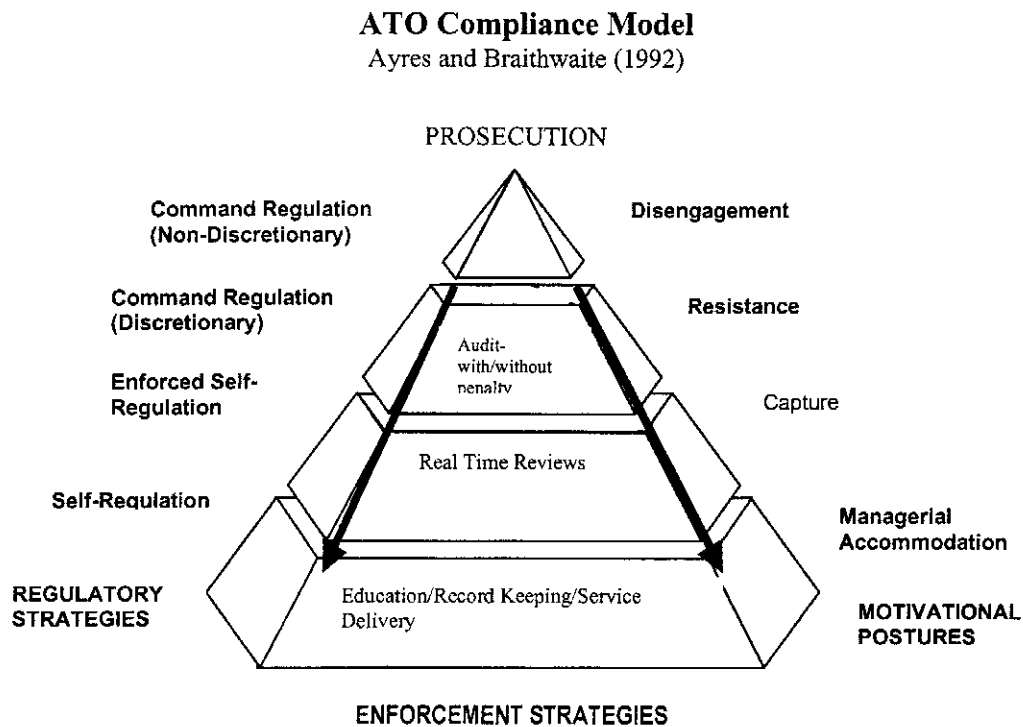 ATO Compliance Model
Ayres and Braithwaite (1992)
PROSECUTION
Command Regulation
(Non-Discretionary)
Disengagement
Command Regulation
(Discretionary)
Resistance
Audit-
with/without
penalty
Enforced Self-
Regulation
Capture
Real Time Reviews
Self-Regulation
Managerial
Accommodation
REGULATORY
STRATEGIES
Education/Record Keeping/Service
Delivery
MOTIVATIONAL
POSTURES
ENFORCEMENT STRATEGIES